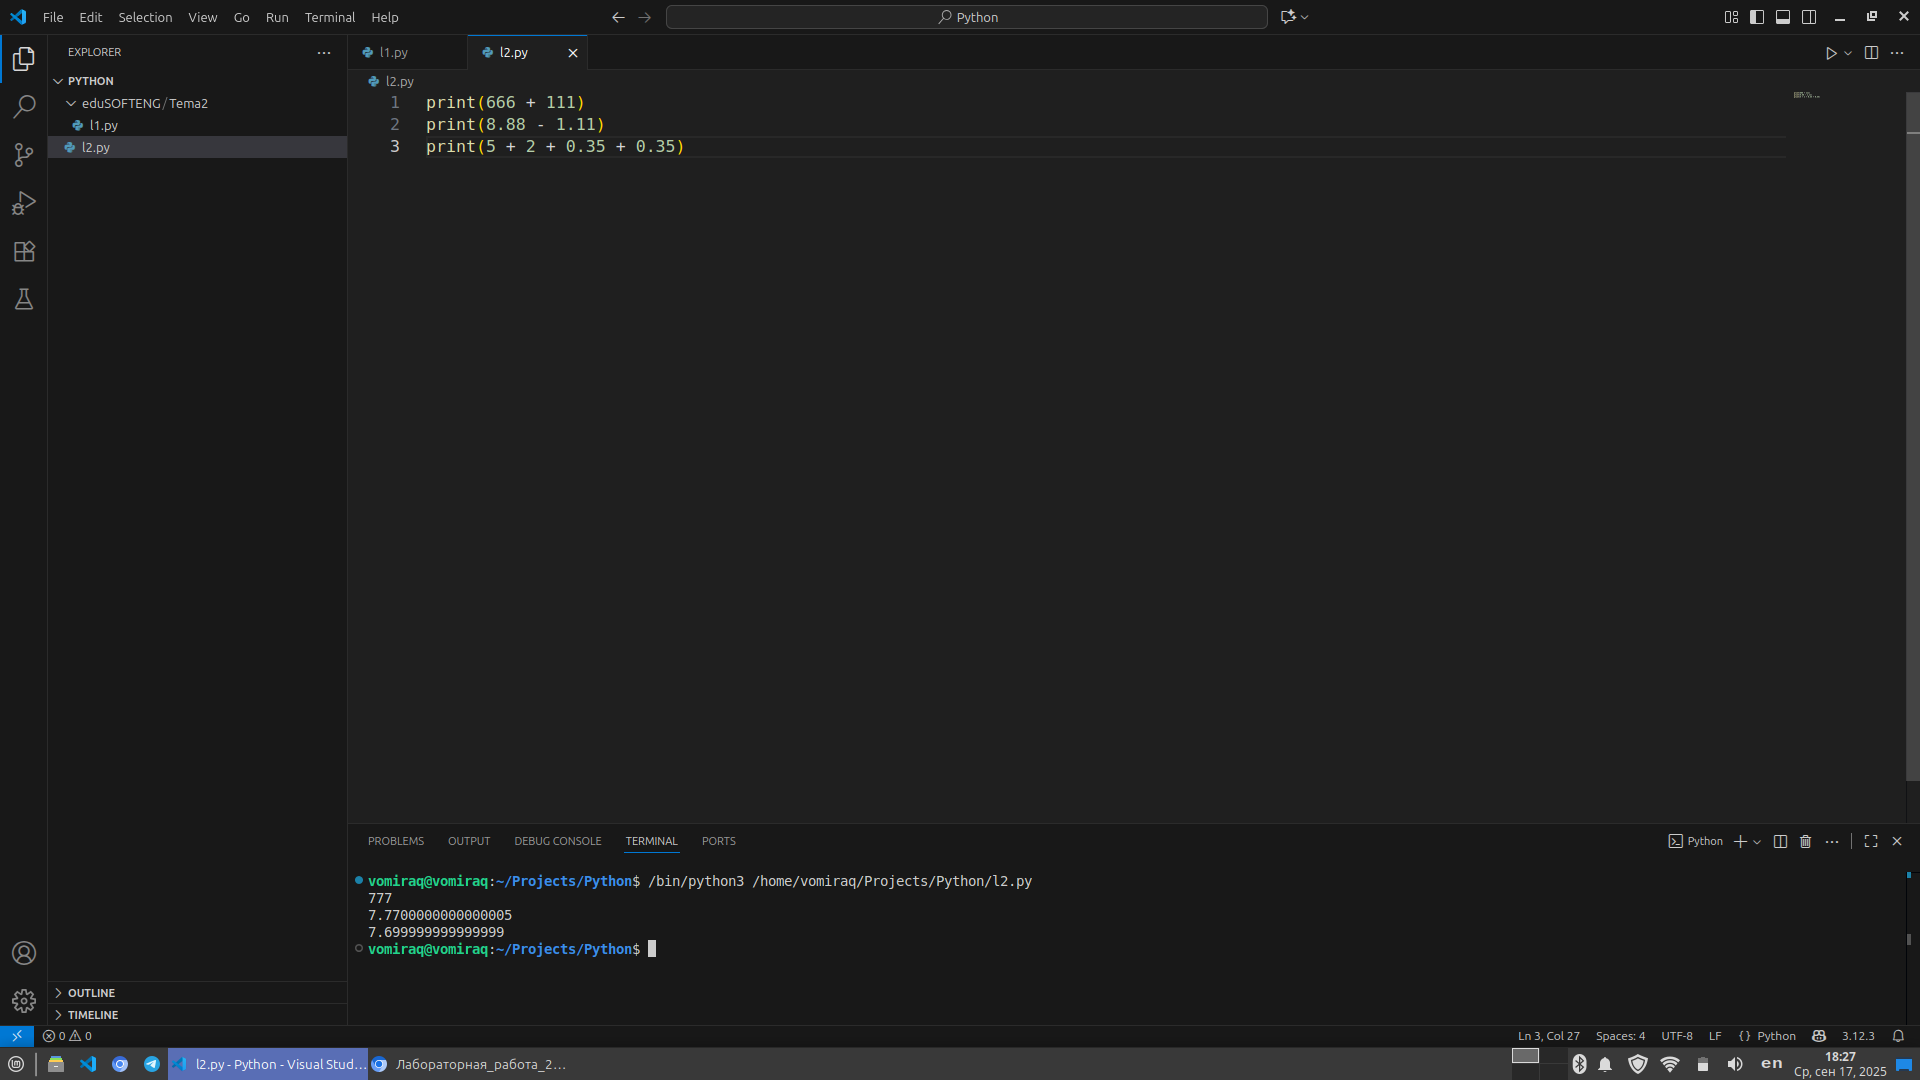 File Edit Selection View Go Run Terminal Help
Python
EXPLORER
PYTHON
eduSOFTENG / Tema2
l1.py
l2.py
l1.py
l2.py
l2.py
1 print(666 + 111)
2 print(8.88 - 1.11)
3 print(5 + 2 + 0.35 + 0.35)
PROBLEMS OUTPUT DEBUG CONSOLE TERMINAL PORTS
Python
vomiraq@vomiraq:~/Projects/Python$ /bin/python3 /home/vomiraq/Projects/Python/l2.py
777
7.7700000000000005
7.699999999999999
vomiraq@vomiraq:~/Projects/Python$
OUTLINE
TIMELINE
0 0
Ln 3, Col 27 Spaces: 4 UTF-8 LF {} Python 3.12.3
l2.py - Python - Visual Stud...
Лабораторная_работа_2...
en
18:27
Ср, сен 17, 2025